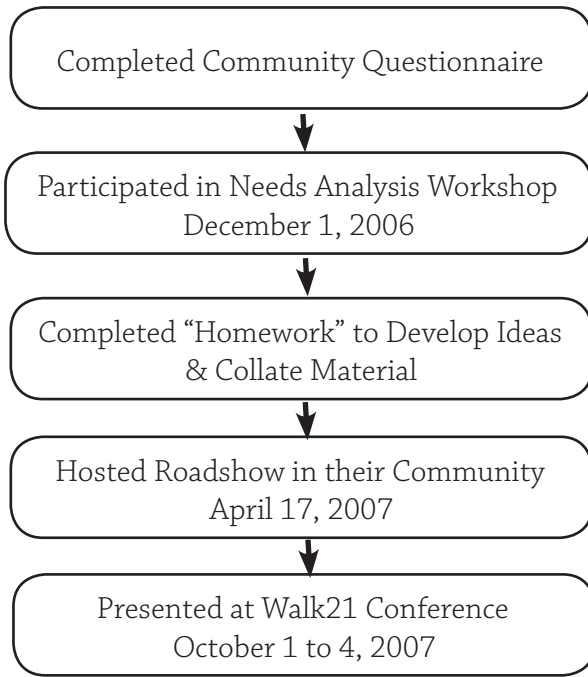 Completed Community Questionnaire
Participated in Needs Analysis Workshop
December 1, 2006
Completed “Homework” to Develop Ideas
& Collate Material
Hosted Roadshow in their Community
April 17, 2007
Presented at Walk21 Conference
October 1 to 4, 2007